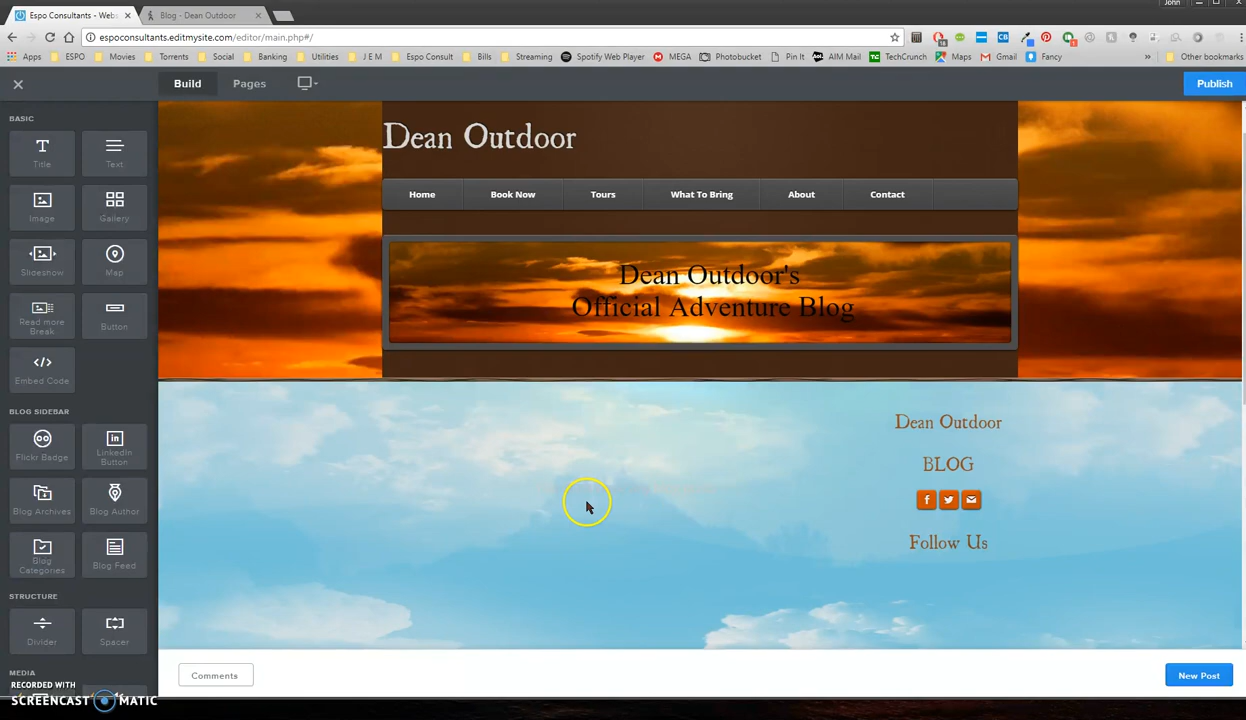 Espo Consultants - Webs
Blog - Dean Outdoor
John
espoconsultants.editmysite.com/editor/main.php#/
Apps
ESPO
Movies
Torrents
Social
Banking
Utilities
J E M
Espo Consult
Bills
Streaming
Spotify Web Player
MEGA
Photobucket
Pin It
AIM Mail
TechCrunch
Maps
Gmail
Fancy
»
Other bookmarks
Build
Pages
Publish
BASIC
Title
Text
Image
Gallery
Slideshow
Map
Read more
Break
Button
Embed Code
BLOG SIDEBAR
Flickr Badge
LinkedIn
Button
Blog Archives
Blog Author
Blog
Categories
Blog Feed
STRUCTURE
Divider
Spacer
MEDIA
Dean Outdoor
Home
Book Now
Tours
What To Bring
About
Contact
Dean Outdoor's
Official Adventure Blog
Dean Outdoor
BLOG
Follow Us
Comments
New Post
RECORDED WITH
SCREENCAST MATIC